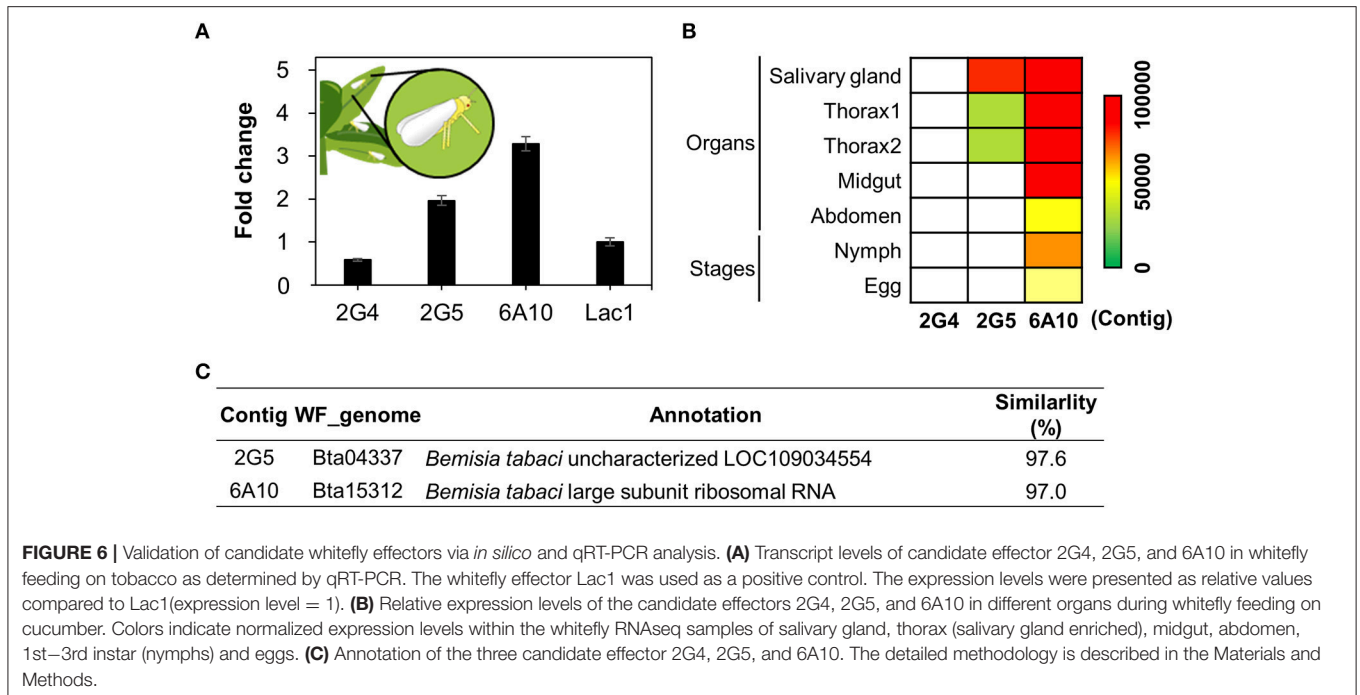 A
Fold change
5
4
3
2
1
0
2G4 2G5 6A10 Lac1
B
Organs
Stages
Salivary gland
Thorax1
Thorax2
Midgut
Abdomen
Nymph
Egg
2G4 2G5 6A10 (Contig)
100000
50000
0
C
Contig WF_genome Annotation Similarlity (%)
2G5 Bta04337 Bemisia tabaci uncharacterized LOC109034554 97.6
6A10 Bta15312 Bemisia tabaci large subunit ribosomal RNA 97.0
FIGURE 6 | Validation of candidate whitefly effectors via in silico and qRT-PCR analysis. (A) Transcript levels of candidate effector 2G4, 2G5, and 6A10 in whitefly
feeding on tobacco as determined by qRT-PCR. The whitefly effector Lac1 was used as a positive control. The expression levels were presented as relative values
compared to Lac1(expression level = 1). (B) Relative expression levels of the candidate effectors 2G4, 2G5, and 6A10 in different organs during whitefly feeding on
cucumber. Colors indicate normalized expression levels within the whitefly RNAseq samples of salivary gland, thorax (salivary gland enriched), midgut, abdomen,
1st–3rd instar (nymphs) and eggs. (C) Annotation of the three candidate effector 2G4, 2G5, and 6A10. The detailed methodology is described in the Materials and
Methods.